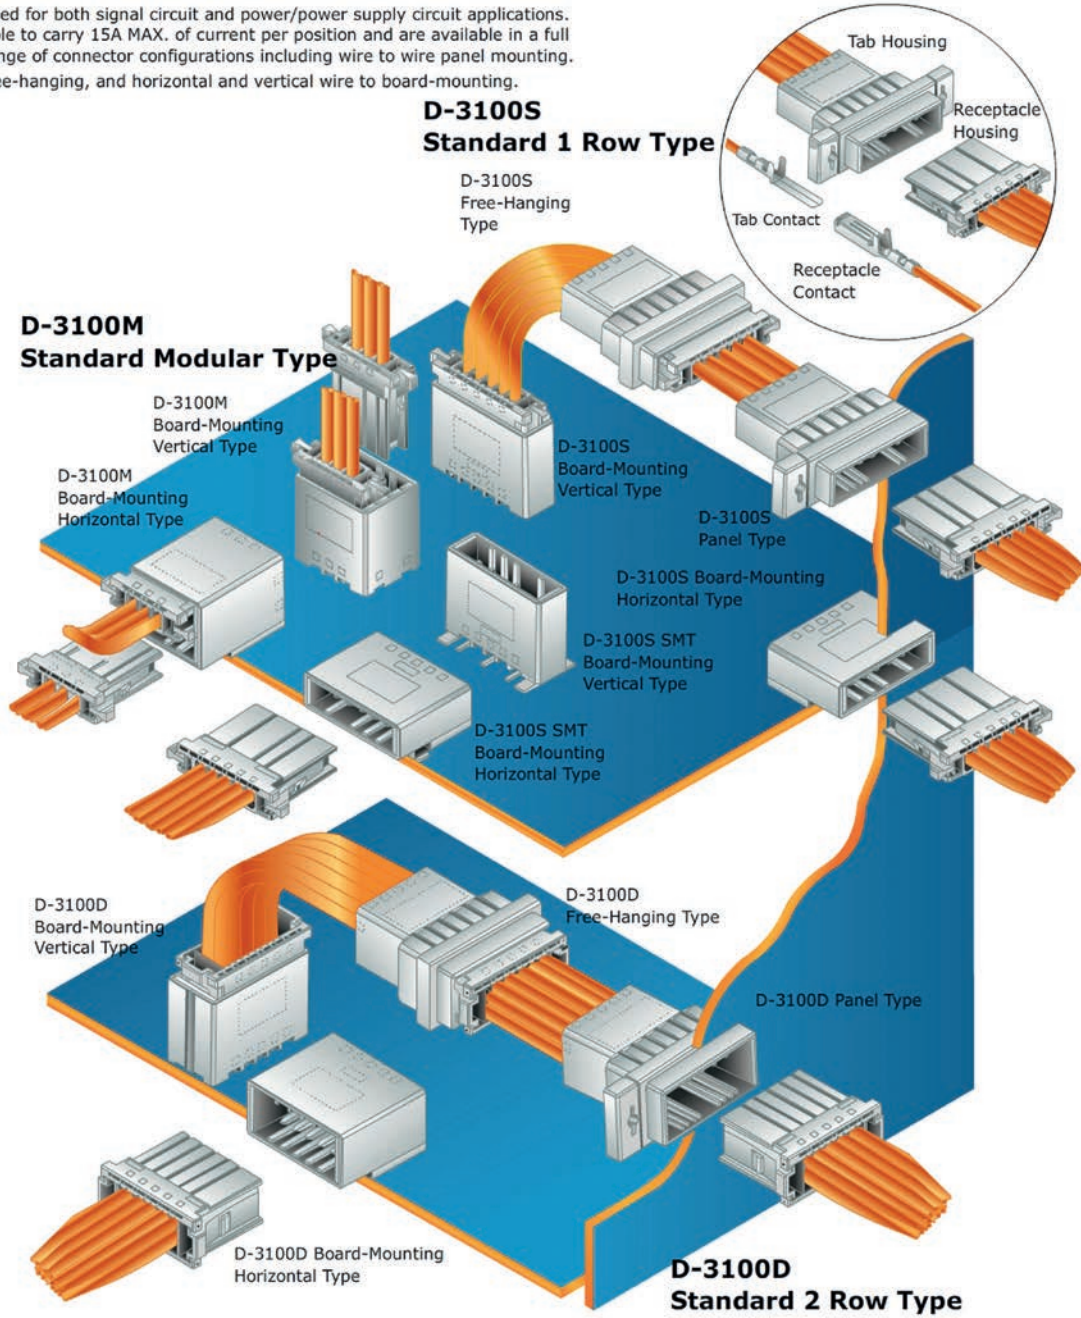 ed for both signal circuit and power/power supply circuit applications.
ble to carry 15A MAX. of current per position and are available in a full
nge of connector configurations including wire to wire panel mounting.
ee-hanging, and horizontal and vertical wire to board-mounting.
D-3100S
Standard 1 Row Type
D-3100S
Free-Hanging
Type
Tab Housing
Receptacle
Housing
Tab Contact
Receptacle
Contact
D-3100M
Standard Modular Type
D-3100M
Board-Mounting
Vertical Type
D-3100M
Board-Mounting
Horizontal Type
D-3100S
Board-Mounting
Vertical Type
D-3100S
Panel Type
D-3100S Board-Mounting
Horizontal Type
D-3100S SMT
Board-Mounting
Vertical Type
D-3100S SMT
Board-Mounting
Horizontal Type
D-3100D
Board-Mounting
Vertical Type
D-3100D
Free-Hanging Type
D-3100D Panel Type
D-3100D Board-Mounting
Horizontal Type
D-3100D
Standard 2 Row Type